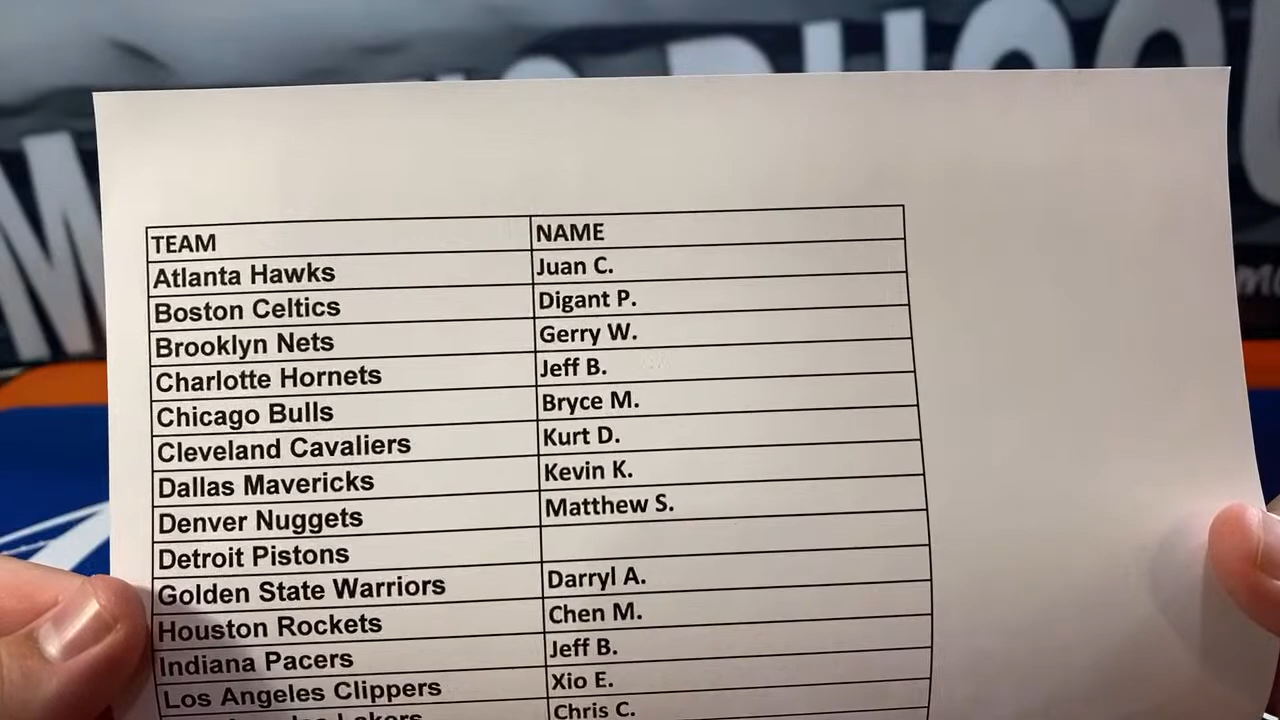 TEAM NAME
Atlanta Hawks Juan C.
Boston Celtics Digant P.
Brooklyn Nets Gerry W.
Charlotte Hornets Jeff B.
Chicago Bulls Bryce M.
Cleveland Cavaliers Kurt D.
Dallas Mavericks Kevin K.
Denver Nuggets Matthew S.
Detroit Pistons
Golden State Warriors Darryl A.
Houston Rockets Chen M.
Indiana Pacers Jeff B.
Los Angeles Clippers Xio E.
Lakers Chris C.